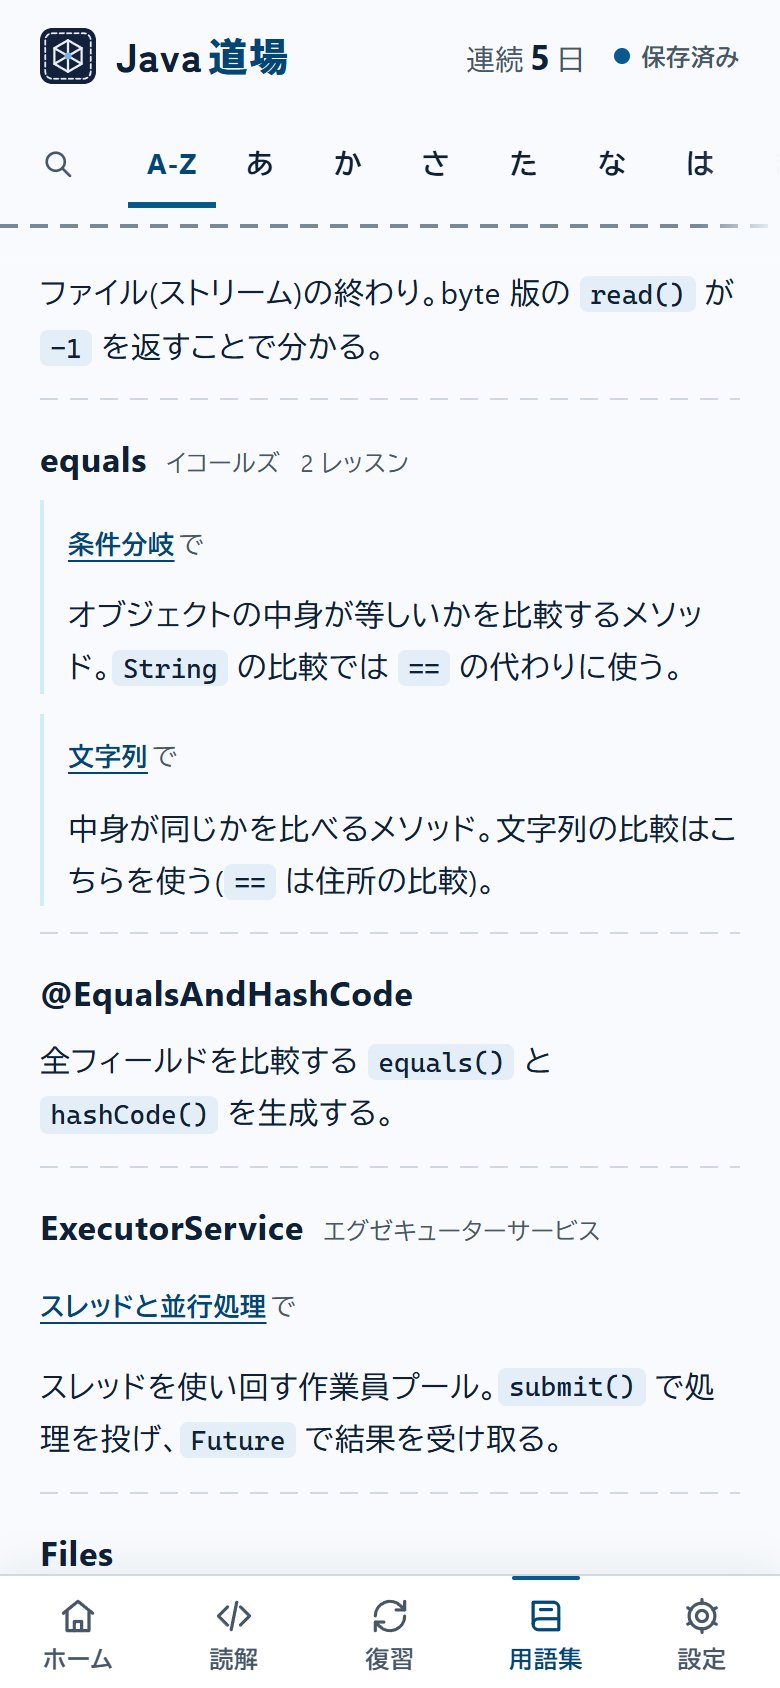 Java道場
連続 5 日
保存済み
A-Z あ か さ た な は
ファイル(ストリーム)の終わり。byte 版の read() が
-1 を返すことで分かる。
equals イコールズ 2 レッスン
条件分岐で
オブジェクトの中身が等しいかを比較するメソッ
ド。String の比較では == の代わりに使う。
文字列で
中身が同じかを比べるメソッド。文字列の比較はこ
ちらを使う(== は住所の比較)。
@EqualsAndHashCode
全フィールドを比較する equals() と
hashCode() を生成する。
ExecutorService エグゼキューターサービス
スレッドと並行処理で
スレッドを使い回す作業員プール。submit() で処
理を投げ、Future で結果を受け取る。
Files
ホーム 読解 復習 用語集 設定